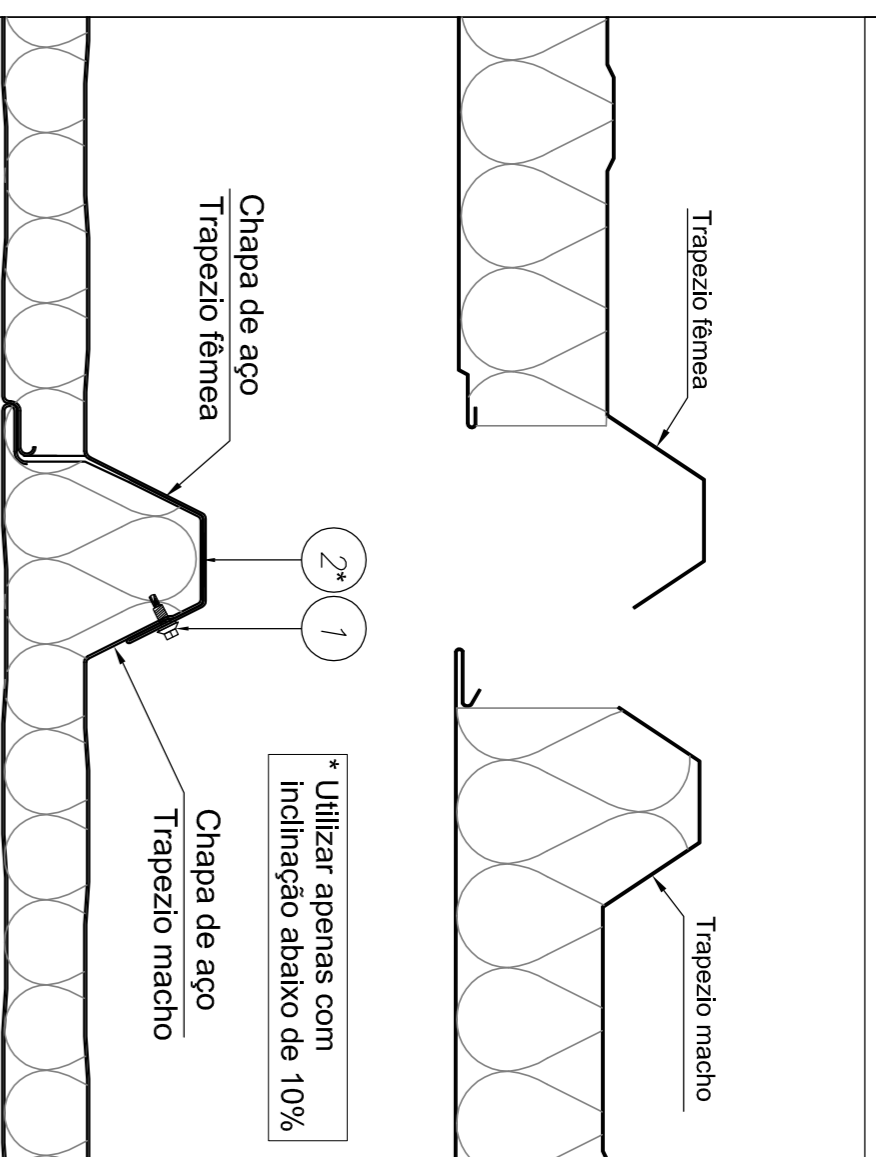 Trapezio fêmea
Trapezio macho
2*
1
Chapa de aço
Trapezio fêmea
* Utilizar apenas com
inclinação abaixo de 10%
Chapa de aço
Trapezio macho